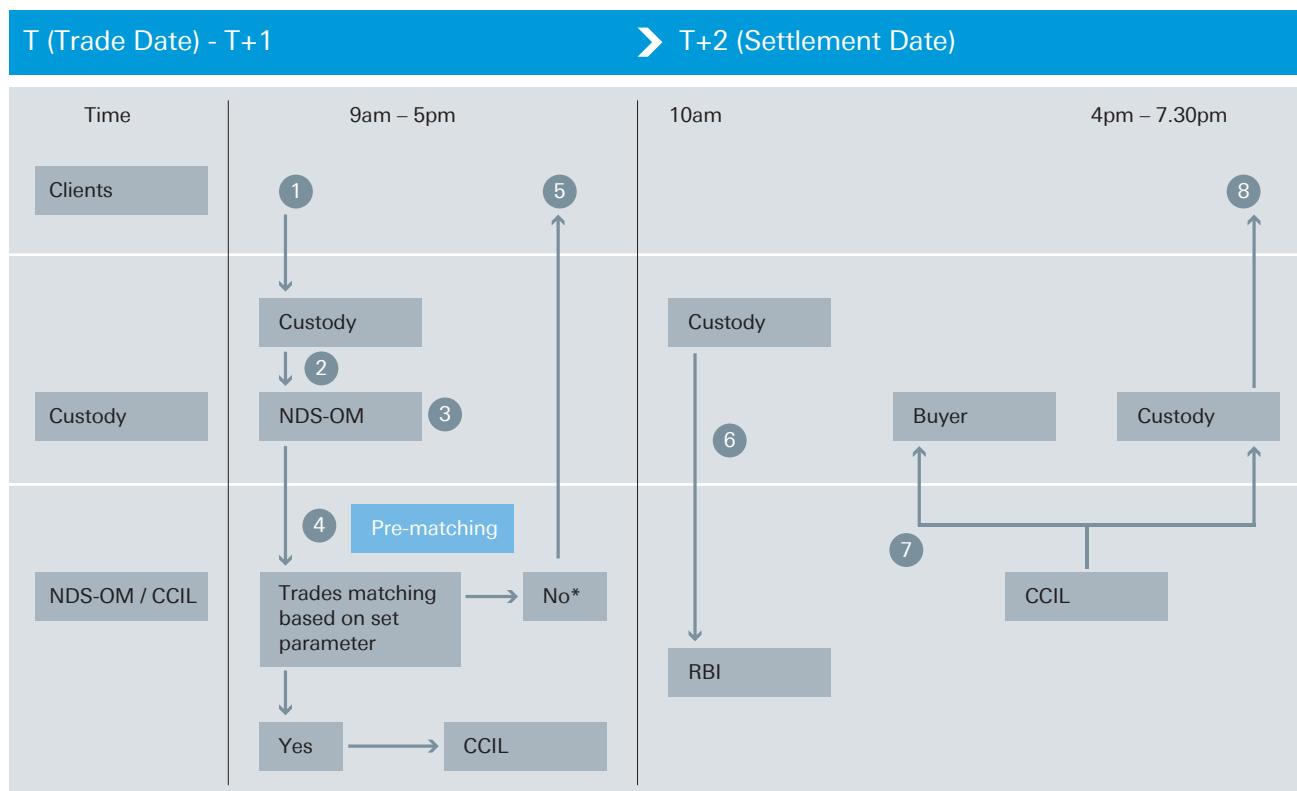 T (Trade Date) - T+1
T+2 (Settlement Date)
Time
9am – 5pm
10am
4pm – 7.30pm
Clients
1
5
8
Custody
Custody
2
Custody
NDS-OM
3
6
Buyer
Custody
4
Pre-matching
7
NDS-OM / CCIL
Trades matching
based on set
parameter
No*
CCIL
RBI
Yes
CCIL